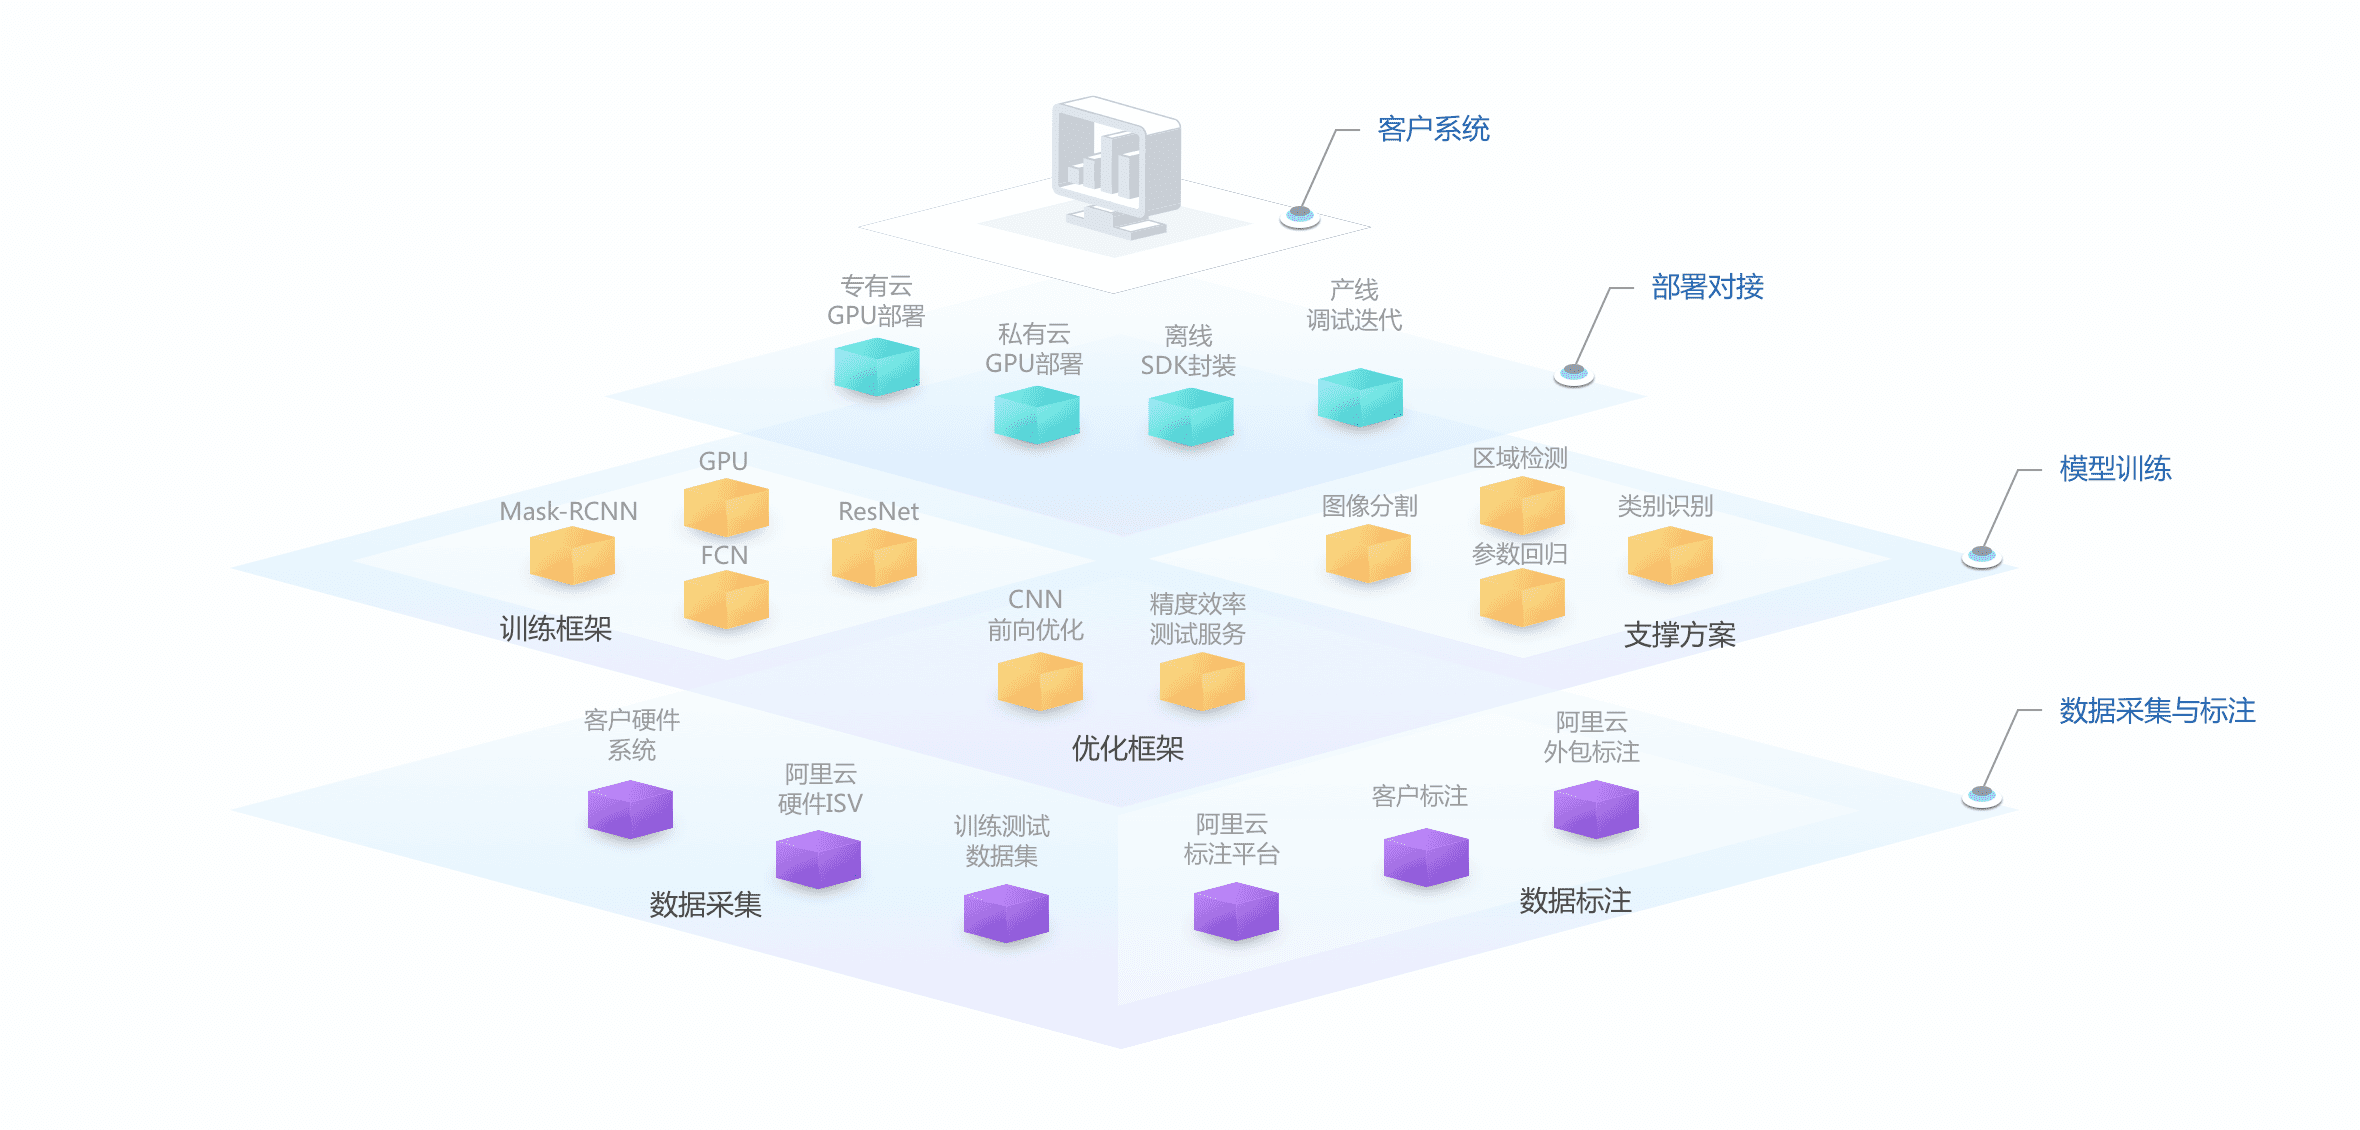 客户系统
部署对接
专有云
GPU部署
私有云
GPU部署
离线
SDK封装
产线
调试迭代
模型训练
GPU
Mask-RCNN
ResNet
FCN
训练框架
CNN
前向优化
精度效率
测试服务
优化框架
区域检测
图像分割
类别识别
参数回归
支撑方案
数据采集与标注
客户硬件
系统
阿里云
硬件ISV
训练测试
数据集
数据采集
阿里云
标注平台
客户标注
阿里云
外包标注
数据标注